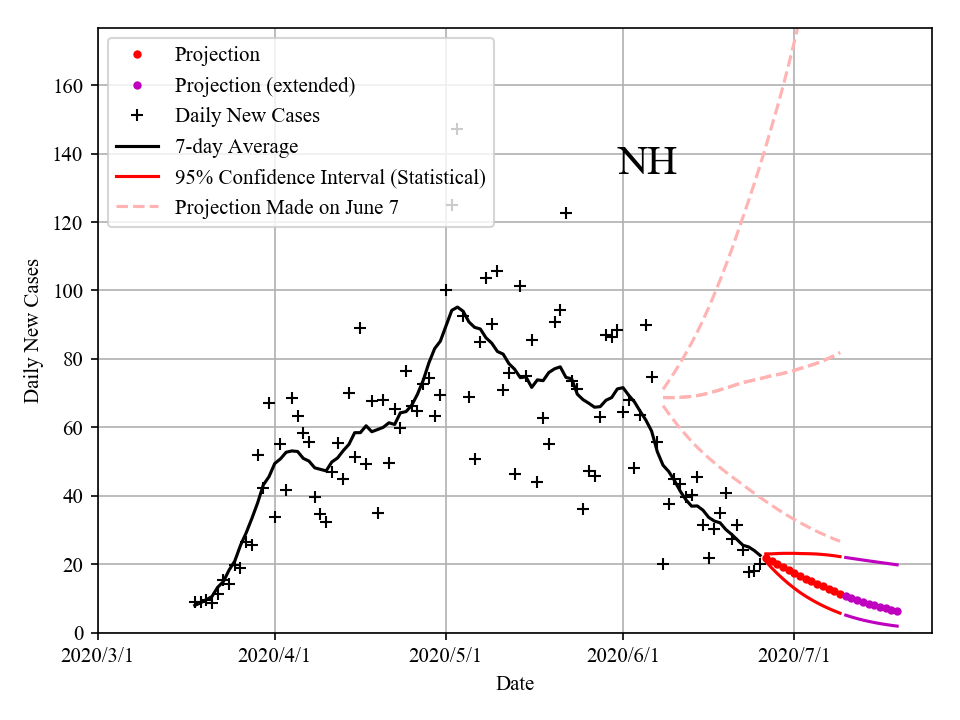 Projection
Projection (extended)
Daily New Cases
7-day Average
95% Confidence Interval (Statistical)
Projection Made on June 7
NH
160
140
120
100
80
60
40
20
0
2020/3/1 2020/4/1 2020/5/1 2020/6/1 2020/7/1
Date
Daily New Cases